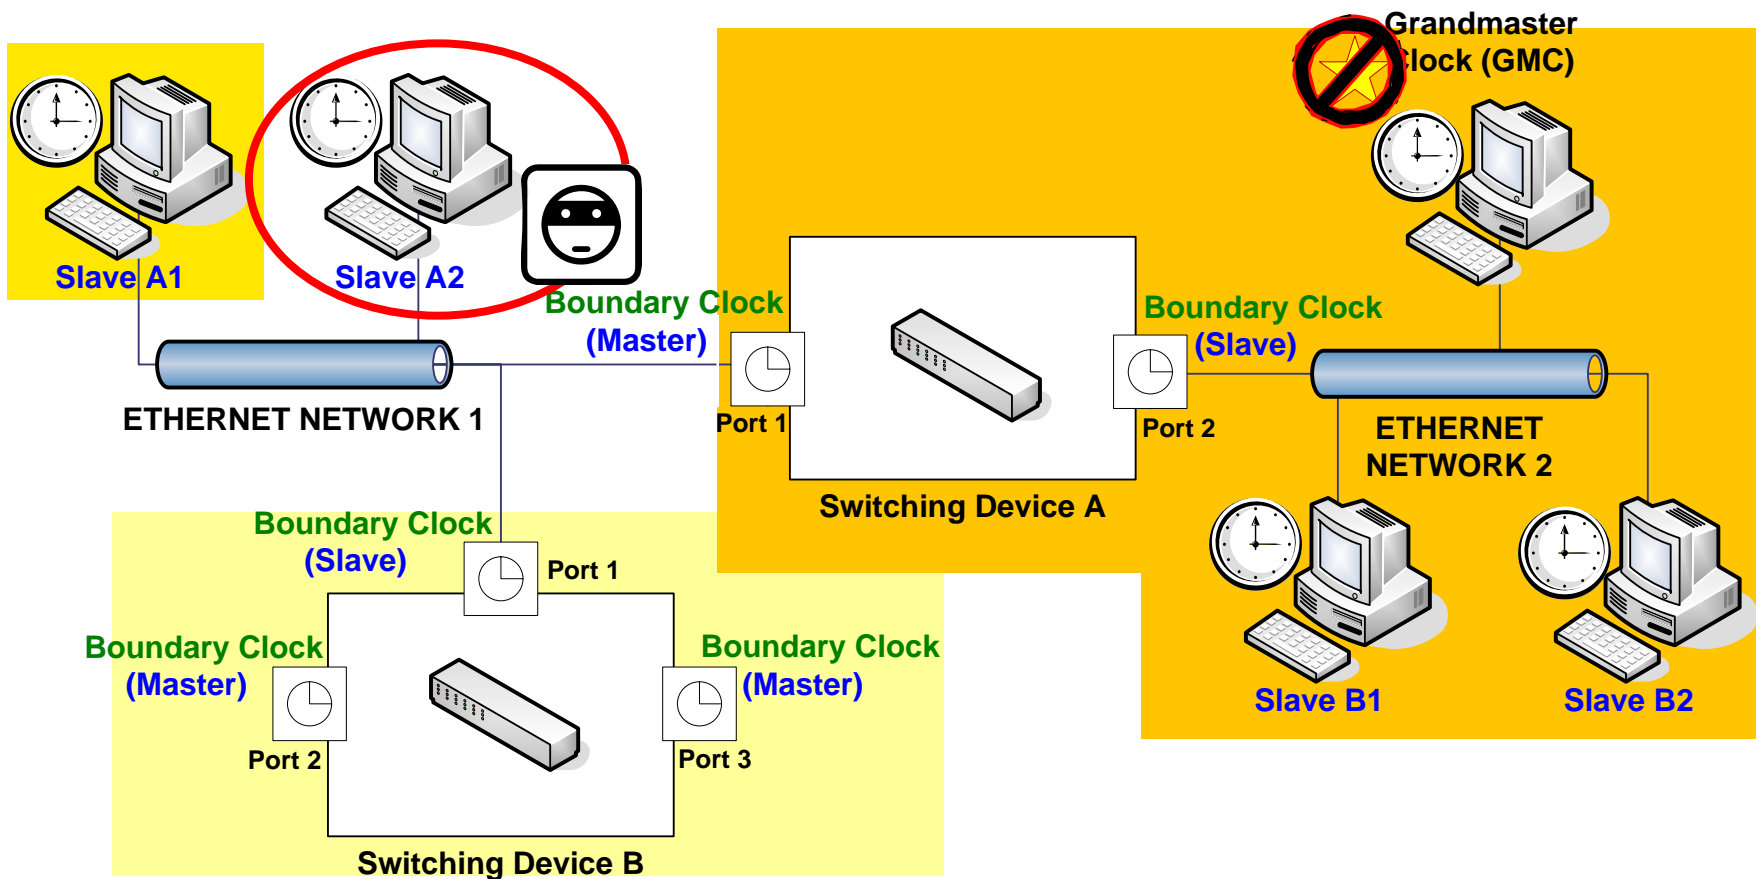 Grandmaster
Clock (GMC)
Slave A1
Slave A2
Boundary Clock
(Master)
Boundary Clock
(Slave)
ETHERNET NETWORK 1
Port 1
Port 2
ETHERNET
NETWORK 2
Switching Device A
Boundary Clock
(Slave)
Port 1
Boundary Clock
(Master)
Boundary Clock
(Master)
Port 2
Port 3
Slave B1
Slave B2
Switching Device B